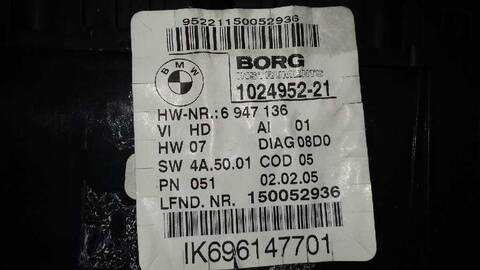 95221150052936
BMW
BORG
INSTRUMENTS
1024952-21
HW-NR.:6 947 136
VI HD AI 01
HW 07 DIAG 08D0
SW 4A.50.01 COD 05
PN 051 02.02.05
LFND. NR. 150052936
IK696147701